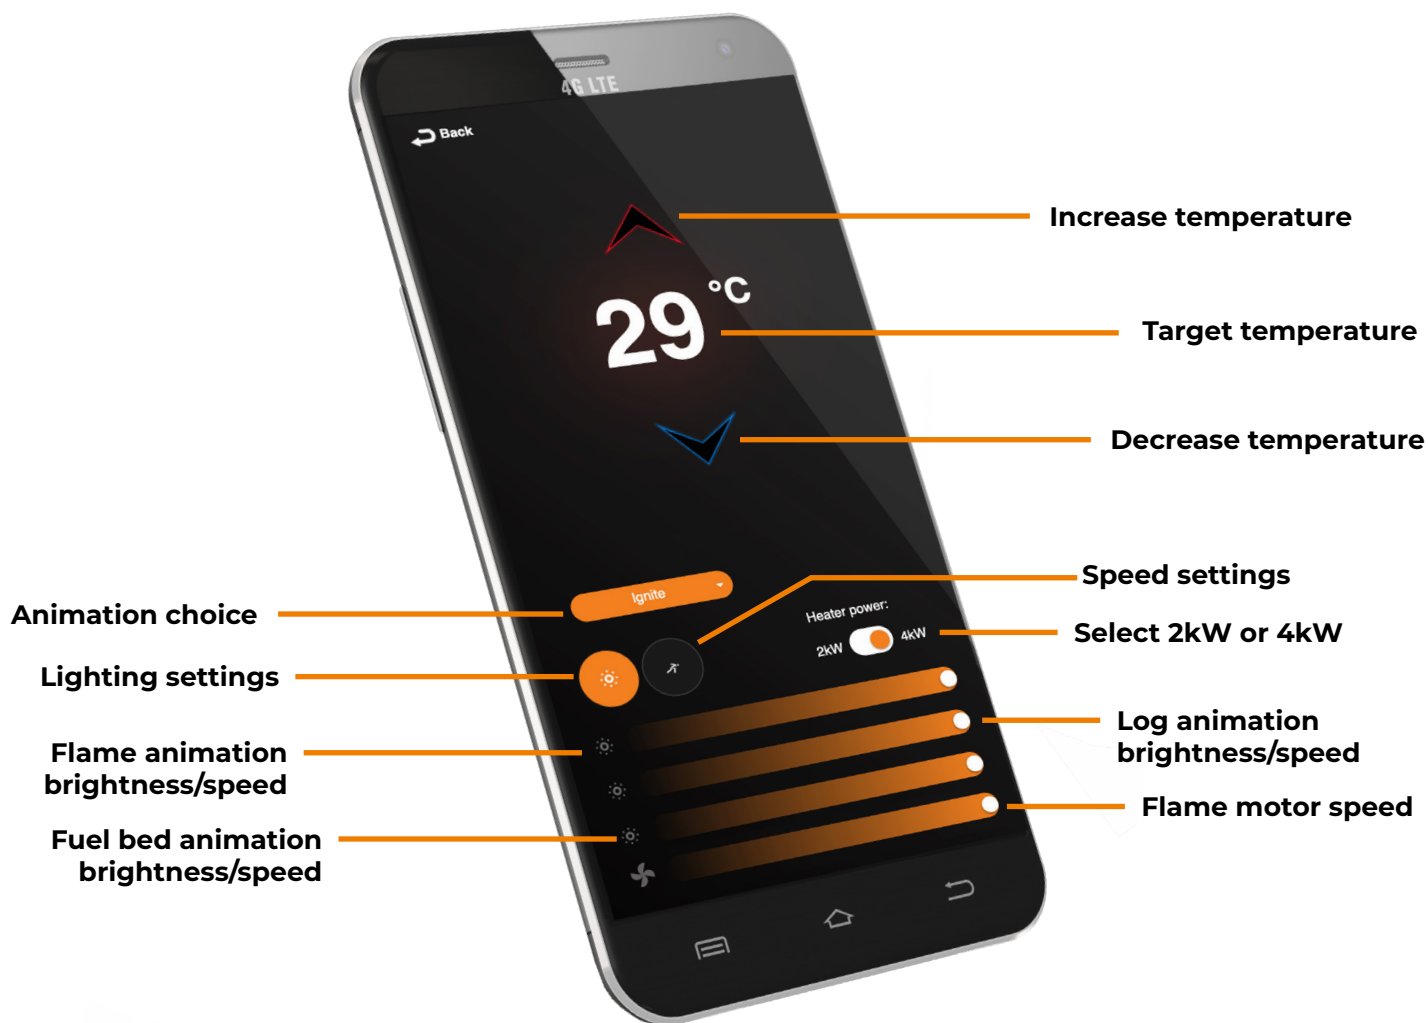 4G LTE
Back
Increase temperature
29 °C
Target temperature
Decrease temperature
Speed settings
Ignite
Animation choice
Heater power:
2kW
4kW
Select 2kW or 4kW
Lighting settings
Log animation
brightness/speed
Flame animation
brightness/speed
Flame motor speed
Fuel bed animation
brightness/speed